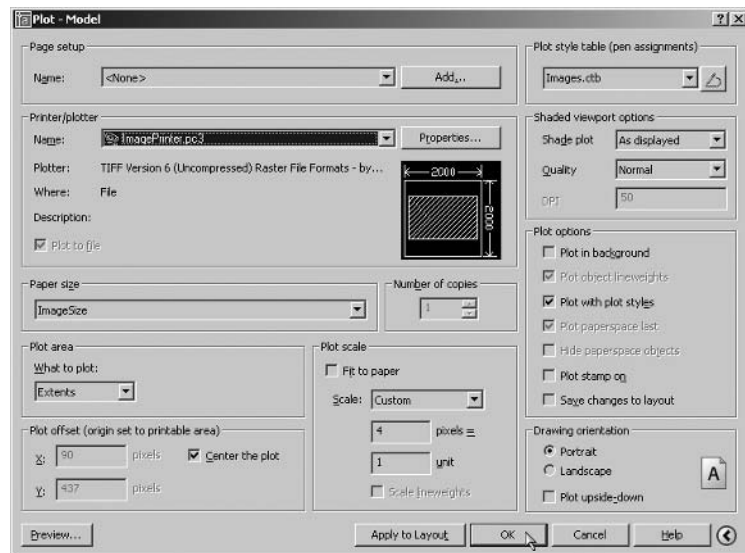 Plot - Model
Page setup
Name: <None> Add...
Plot style table (pen assignments)
Images.ctb
Printer/plotter
Name: ImagePrinter.pc3 Properties...
Plotter: TIFF Version 6 (Uncompressed) Raster File Formats - by...
Where: File
Description:
Plot to file
2000
2000
Shaded viewport options
Shade plot As displayed
Quality Normal
DPI 50
Paper size
ImageSize
Number of copies
1
Plot options
Plot in background
Plot object lineweights
Plot with plot styles
Plot paperspace last
Hide paperspace objects
Plot stamp on
Save changes to layout
Plot area
What to plot:
Extents
Plot scale
Fit to paper
Scale: Custom
4 pixels =
1 unit
Scale lineweights
Plot offset (origin set to printable area)
X: 90 pixels Center the plot
Y: 437 pixels
Drawing orientation
Portrait
Landscape
Plot upside-down
A
Preview... Apply to Layout OK Cancel Help